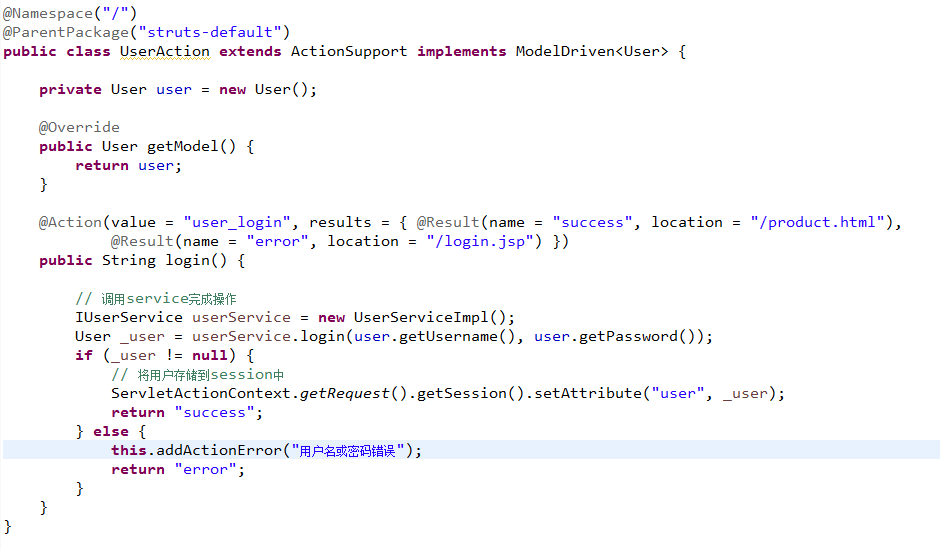 @Namespace("/")
@ParentPackage("struts-default")
public class UserAction extends ActionSupport implements ModelDriven<User> {
private User user = new User();
@Override
public User getModel() {
return user;
}
@Action(value = "user_login", results = { @Result(name = "success", location = "/product.html"),
@Result(name = "error", location = "/login.jsp") })
public String login() {
// 调用service完成操作
IUserService userService = new UserServiceImpl();
User _user = userService.login(user.getUsername(), user.getPassword());
if (_user != null) {
// 将用户存储到session中
ServletActionContext.getRequest().getSession().setAttribute("user", _user);
return "success";
} else {
this.addActionError("用户名或密码错误");
return "error";
}
}
}